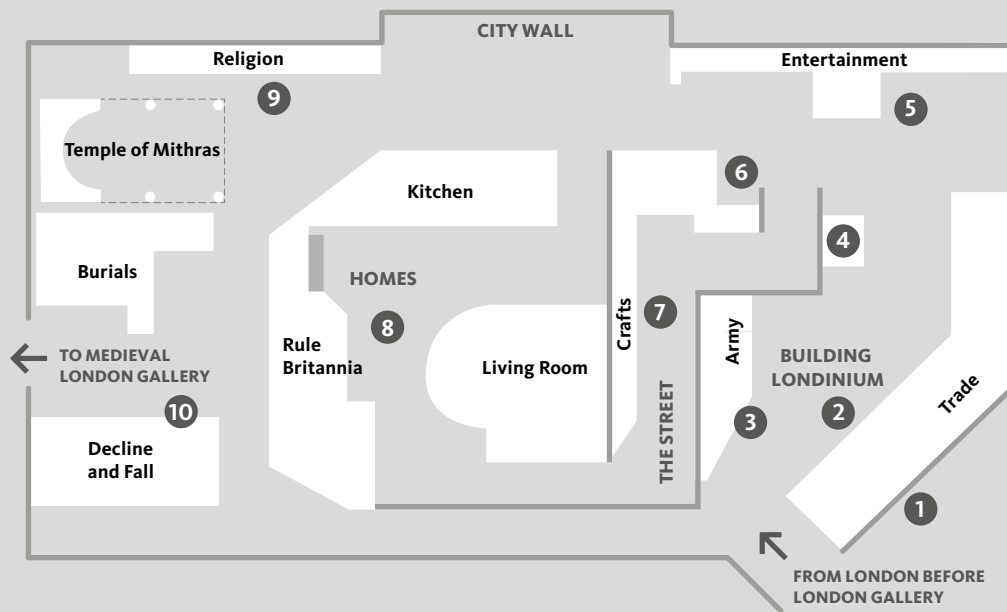 CITY WALL
Religion
Entertainment
9
5
Temple of Mithras
6
Kitchen
4
Burials
HOMES
7
Crafts
8
Army
Rule
Britannia
Living Room
BUILDING
LONDINIUM
TO MEDIEVAL
LONDON GALLERY
2
Trade
10
3
THE STREET
Decline
and Fall
1
FROM LONDON BEFORE
LONDON GALLERY